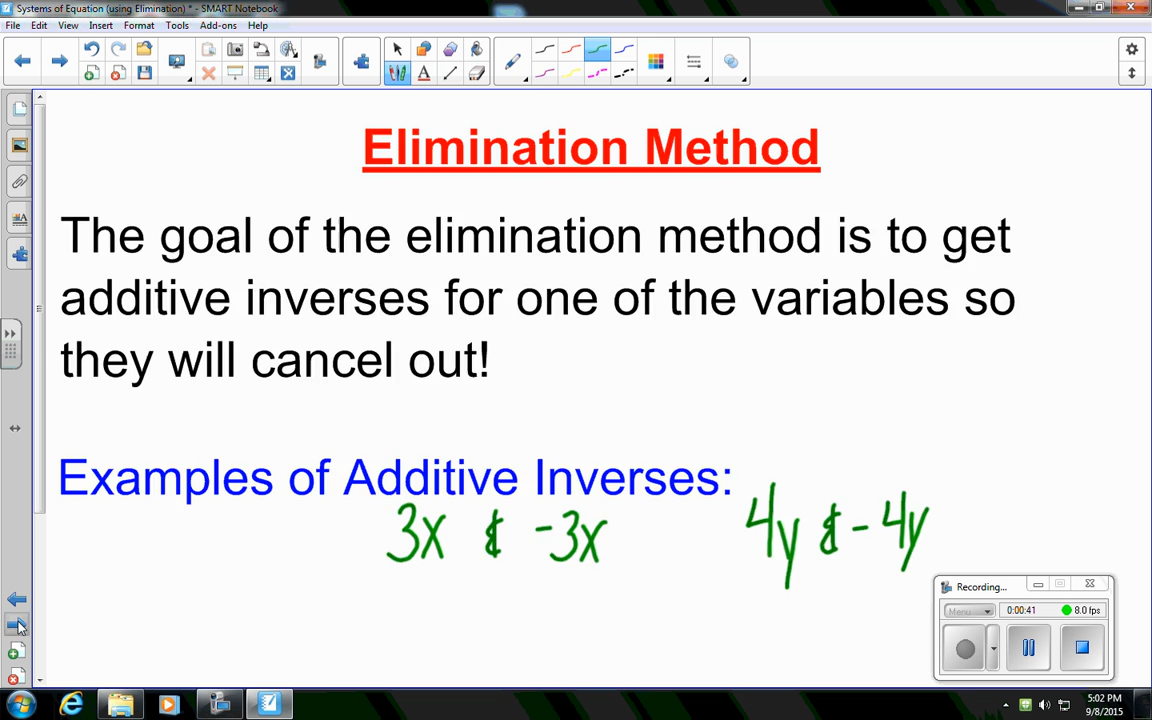 Systems of Equation (using Elimination) * - SMART Notebook
File Edit View Insert Format Tools Add-ons Help
Elimination Method
The goal of the elimination method is to get
additive inverses for one of the variables so
they will cancel out!
Examples of Additive Inverses:
3x & -3x 4y & -4y
Recording...
Menu 0:00:41 8.0 fps
5:02 PM
9/8/2015